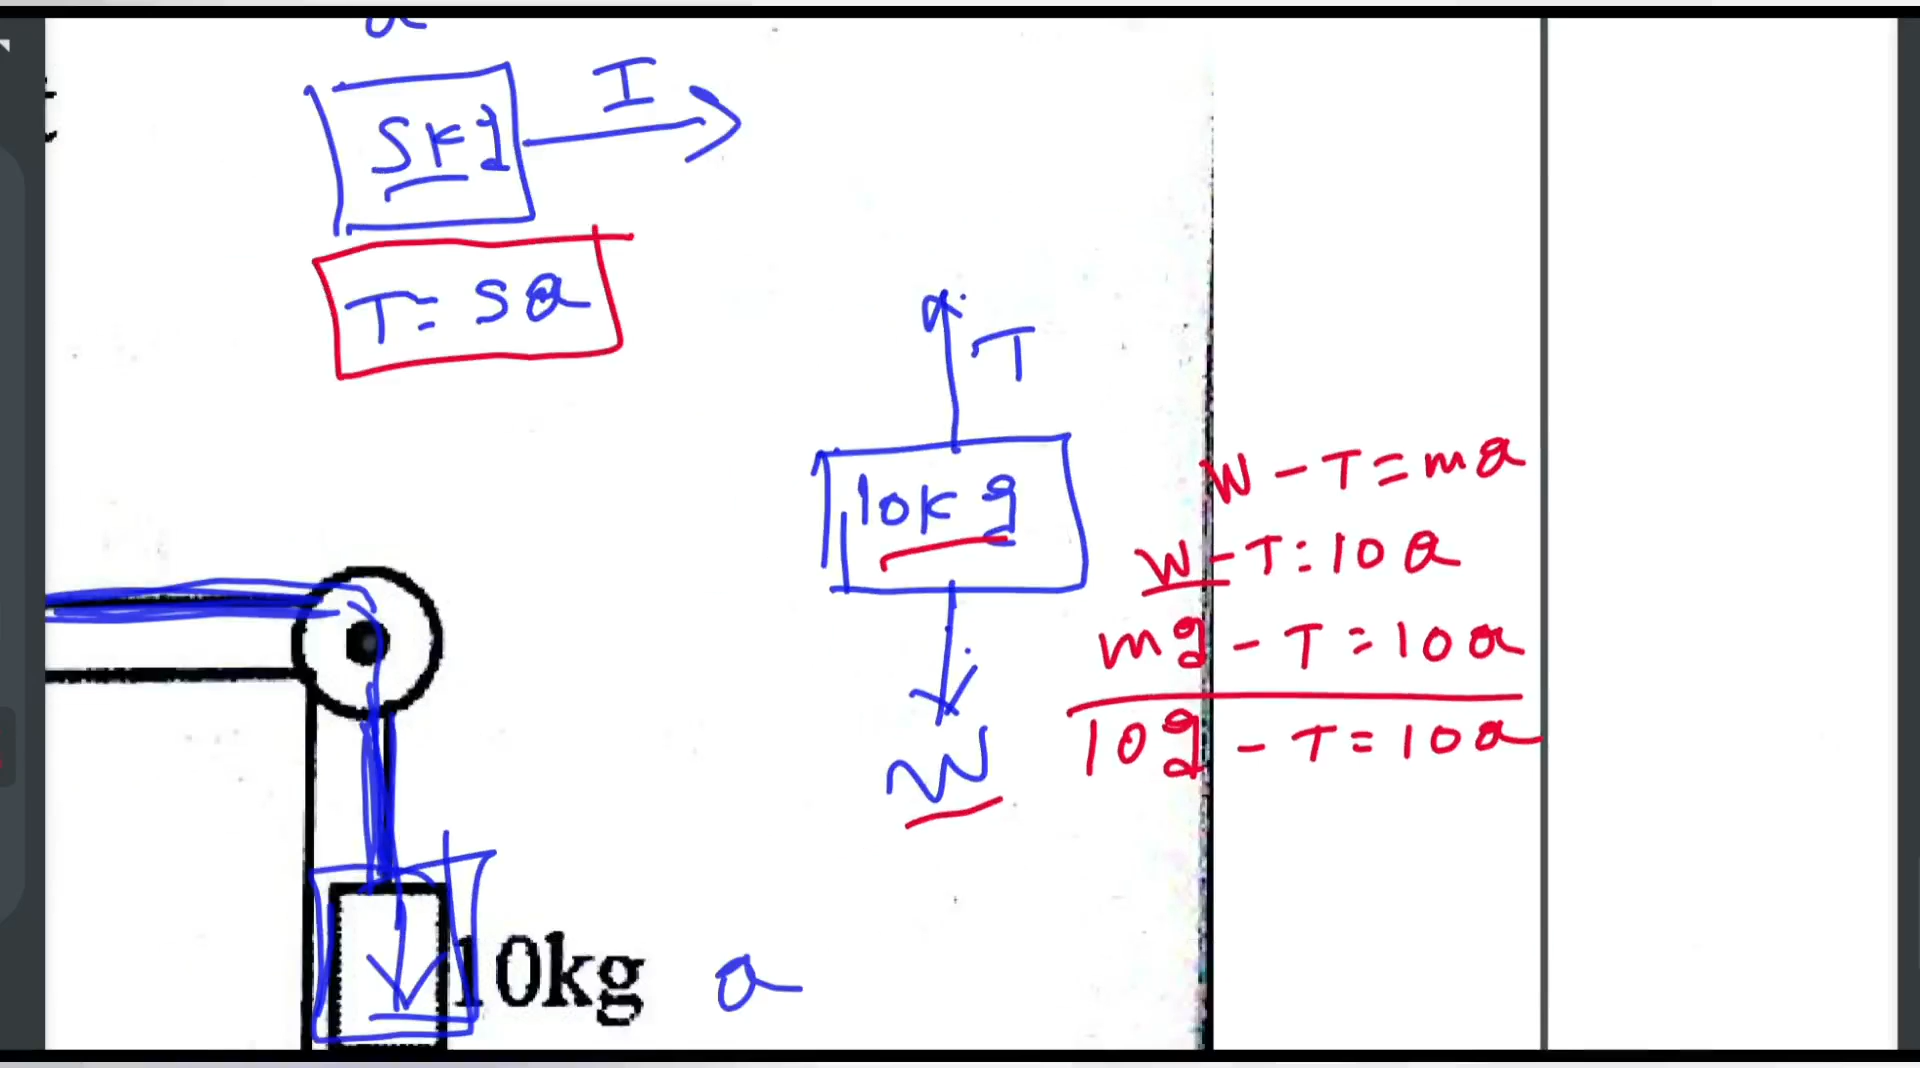 a
5kg
T
T = 5a
T
10kg
W
W - T = ma
W - T = 10a
mg - T = 10a
10g - T = 10a
10kg a